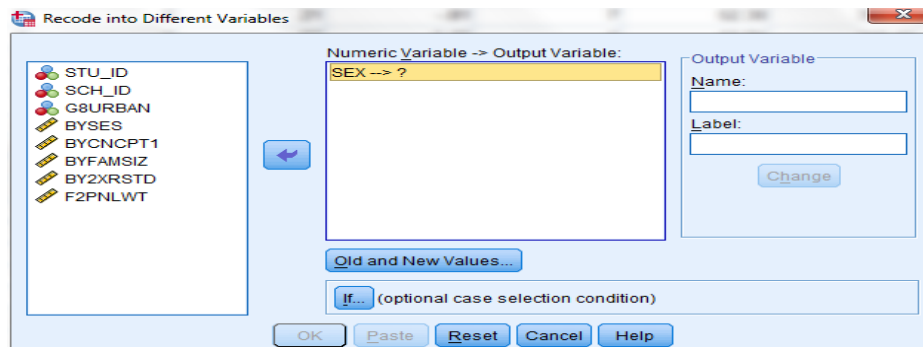 Recode into Different Variables
STU_ID
SCH_ID
G8URBAN
BYSES
BYCNCPT1
BYFAMSIZ
BY2XRSTD
F2PNLWT
Numeric Variable -> Output Variable:
SEX --> ?
Output Variable
Name:
Label:
Change
Old and New Values...
If... (optional case selection condition)
OK Paste Reset Cancel Help